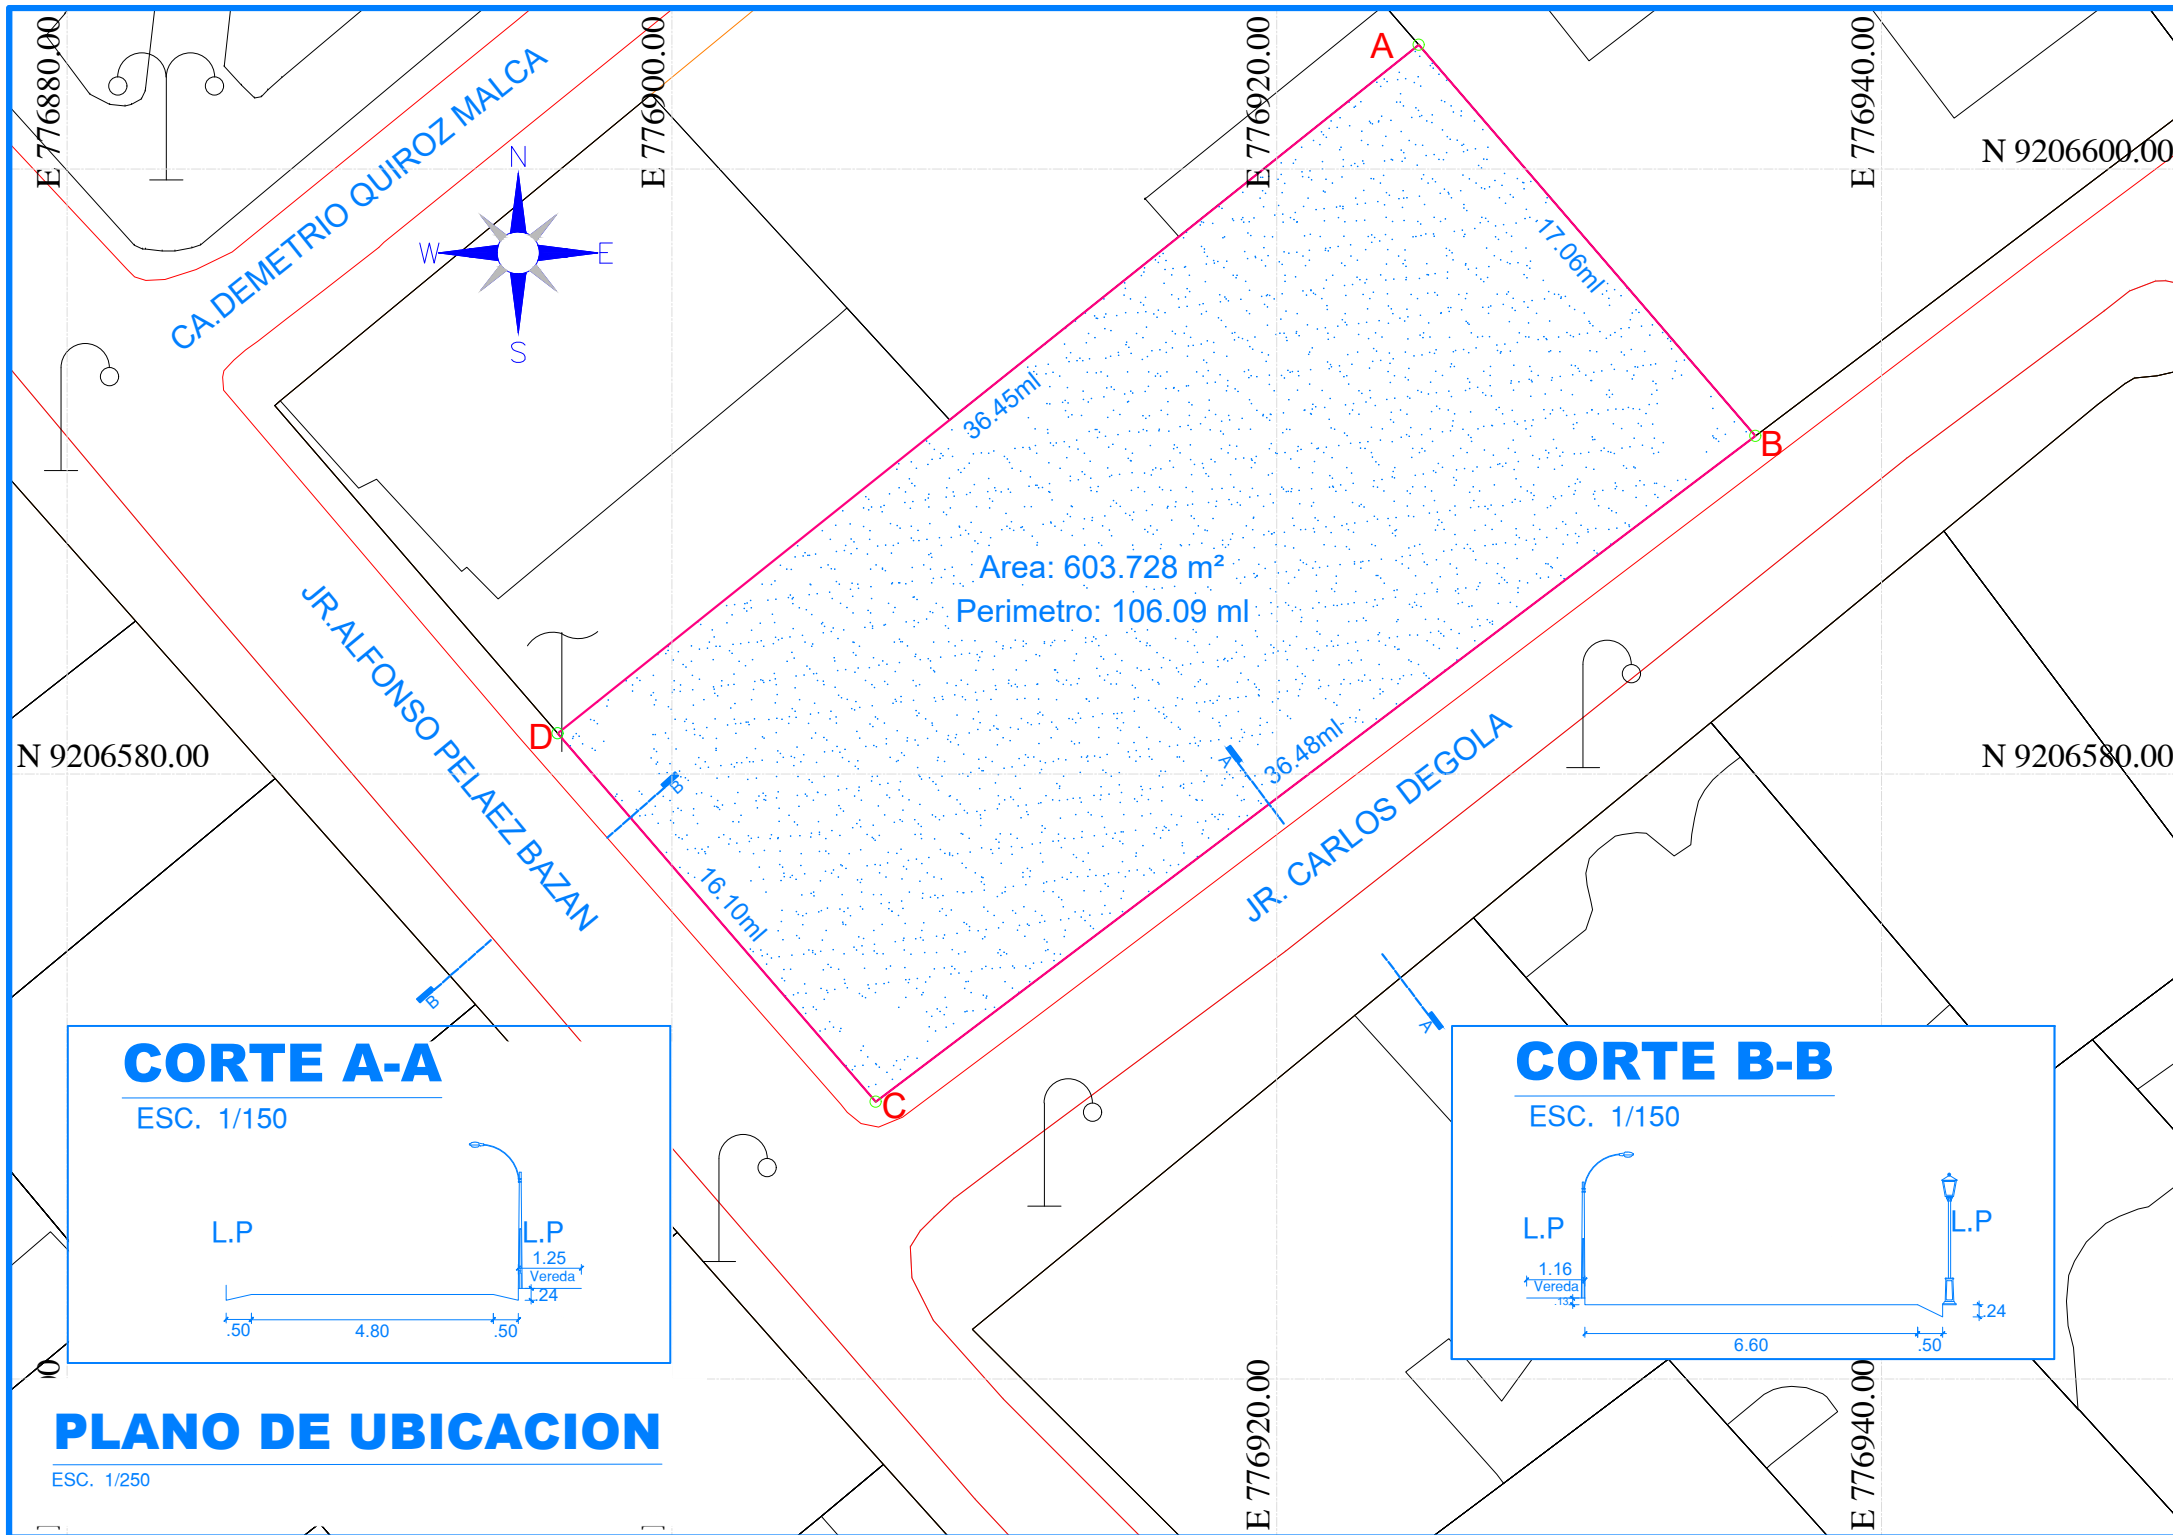 E 776880.00
E 776900.00
E 776920.00
E 776940.00
A
N 9206600.00
CA.DEMETRIO QUIROZ MALCA
N
W
E
S
17.06ml
B
36.45ml
Area: 603.728 m²
Perimetro: 106.09 ml
JR.ALFONSO PELAEZ BAZAN
D
N 9206580.00
N 9206580.00
B
A
36.48ml
JR. CARLOS DEGOLA
16.10ml
B
A
C
CORTE A-A
ESC. 1/150
L.P
L.P
1.25
Vereda
.24
.50
4.80
.50
CORTE B-B
ESC. 1/150
L.P
L.P
1.16
Vereda
.13
.24
6.60
.50
PLANO DE UBICACION
ESC. 1/250
E 776920.00
E 776940.00